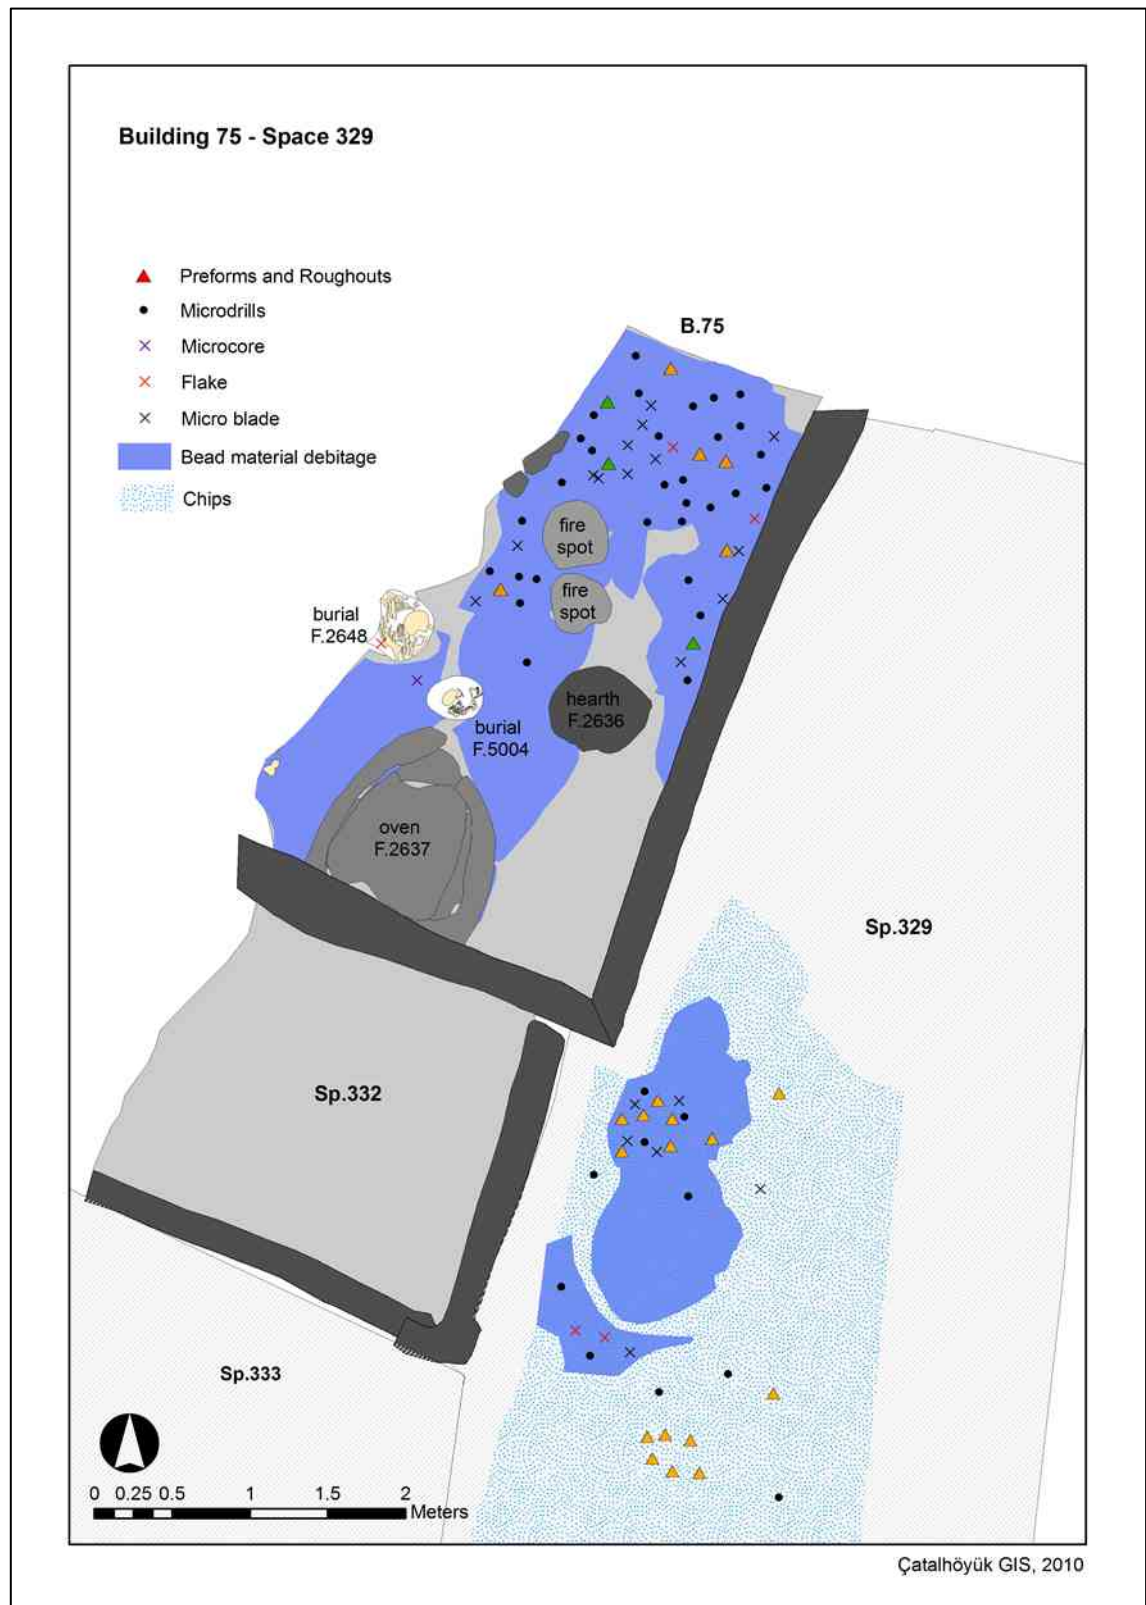 Building 75 - Space 329
Preforms and Roughouts
Microdrills
Microcore
Flake
Micro blade
Bead material debitage
Chips
B.75
fire
spot
fire
spot
burial
F.2648
hearth
F.2636
burial
F.5004
oven
F.2637
Sp.329
Sp.332
Sp.333
0 0.25 0.5 1 1.5 2
Meters
Çatalhöyük GIS, 2010